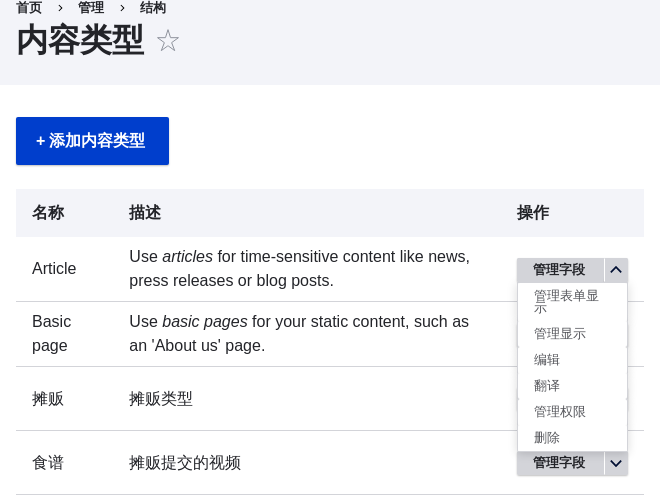 首页 › 管理 › 结构
内容类型
+ 添加内容类型
名称 描述 操作
Article Use articles for time-sensitive content like news, press releases or blog posts. 管理字段
管理表单显示
管理显示
编辑
翻译
管理权限
删除
Basic page Use basic pages for your static content, such as an 'About us' page.
摊贩 摊贩类型
食谱 摊贩提交的视频 管理字段